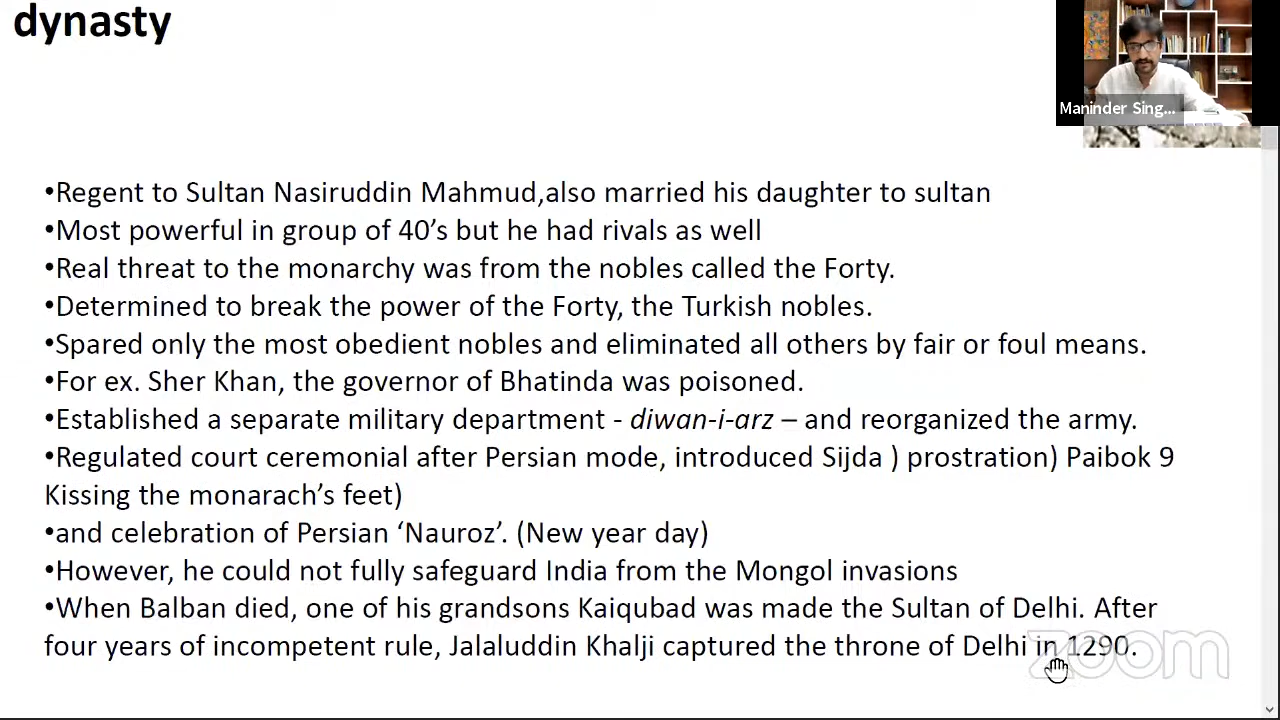 dynasty
Maninder Sing...
•Regent to Sultan Nasiruddin Mahmud,also married his daughter to sultan
•Most powerful in group of 40’s but he had rivals as well
•Real threat to the monarchy was from the nobles called the Forty.
•Determined to break the power of the Forty, the Turkish nobles.
•Spared only the most obedient nobles and eliminated all others by fair or foul means.
•For ex. Sher Khan, the governor of Bhatinda was poisoned.
•Established a separate military department - diwan-i-arz – and reorganized the army.
•Regulated court ceremonial after Persian mode, introduced Sijda ) prostration) Paibok 9
Kissing the monarach’s feet)
•and celebration of Persian ‘Nauroz’. (New year day)
•However, he could not fully safeguard India from the Mongol invasions
•When Balban died, one of his grandsons Kaiqubad was made the Sultan of Delhi. After
four years of incompetent rule, Jalaluddin Khalji captured the throne of Delhi in 1290.
zoom